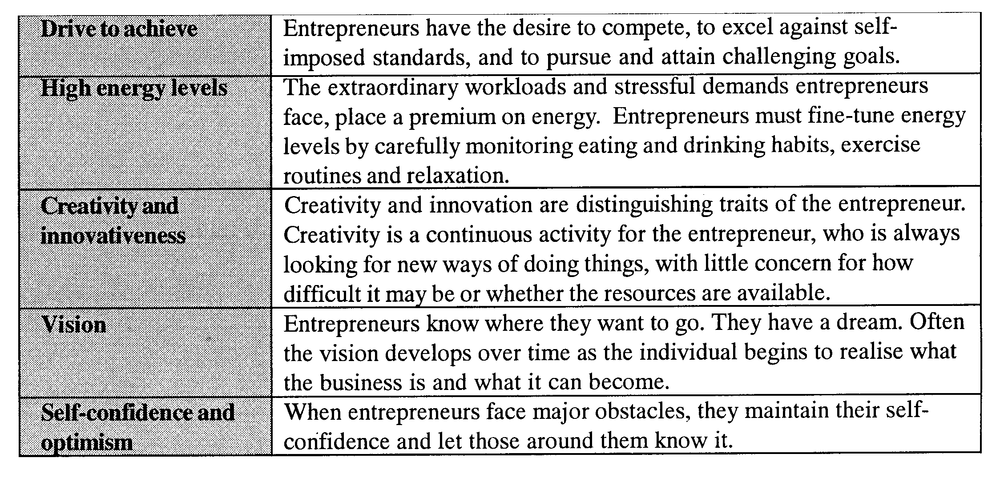 Drive to achieve
Entrepreneurs have the desire to compete, to excel against self-
imposed standards, and to pursue and attain challenging goals.
High energy levels
The extraordinary workloads and stressful demands entrepreneurs
face, place a premium on energy. Entrepreneurs must fine-tune energy
levels by carefully monitoring eating and drinking habits, exercise
routines and relaxation.
Creativity and
innovativeness
Creativity and innovation are distinguishing traits of the entrepreneur.
Creativity is a continuous activity for the entrepreneur, who is always
looking for new ways of doing things, with little concern for how
difficult it may be or whether the resources are available.
Vision
Entrepreneurs know where they want to go. They have a dream. Often
the vision develops over time as the individual begins to realise what
the business is and what it can become.
Self-confidence and
optimism
When entrepreneurs face major obstacles, they maintain their self-
confidence and let those around them know it.